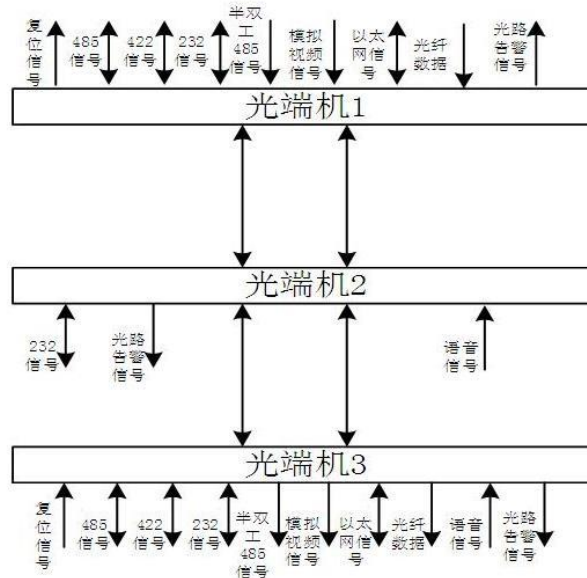 复位信号
485信号
422信号
232信号
半双工485信号
模拟视频信号
以太网信号
光纤数据
光路告警信号
光端机1
光端机2
232信号
光路告警信号
语音信号
光端机3
复位信号
485信号
422信号
232信号
半双工485信号
模拟视频信号
以太网信号
光纤数据
语音信号
光路告警信号